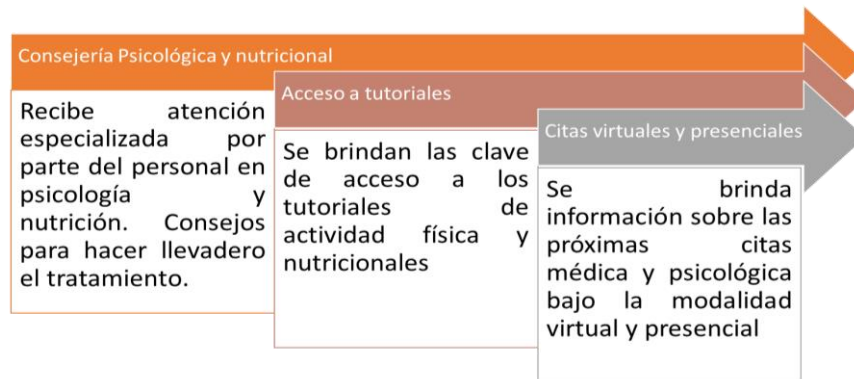 Consejería Psicológica y nutricional
Recibe atención
especializada por
parte del personal en
psicología y
nutrición. Consejos
para hacer llevadero
el tratamiento.
Acceso a tutoriales
Se brindan las clave
de acceso a los
tutoriales de
actividad física y
nutricionales
Citas virtuales y presenciales
Se brinda
información sobre las
próximas citas
médica y psicológica
bajo la modalidad
virtual y presencial